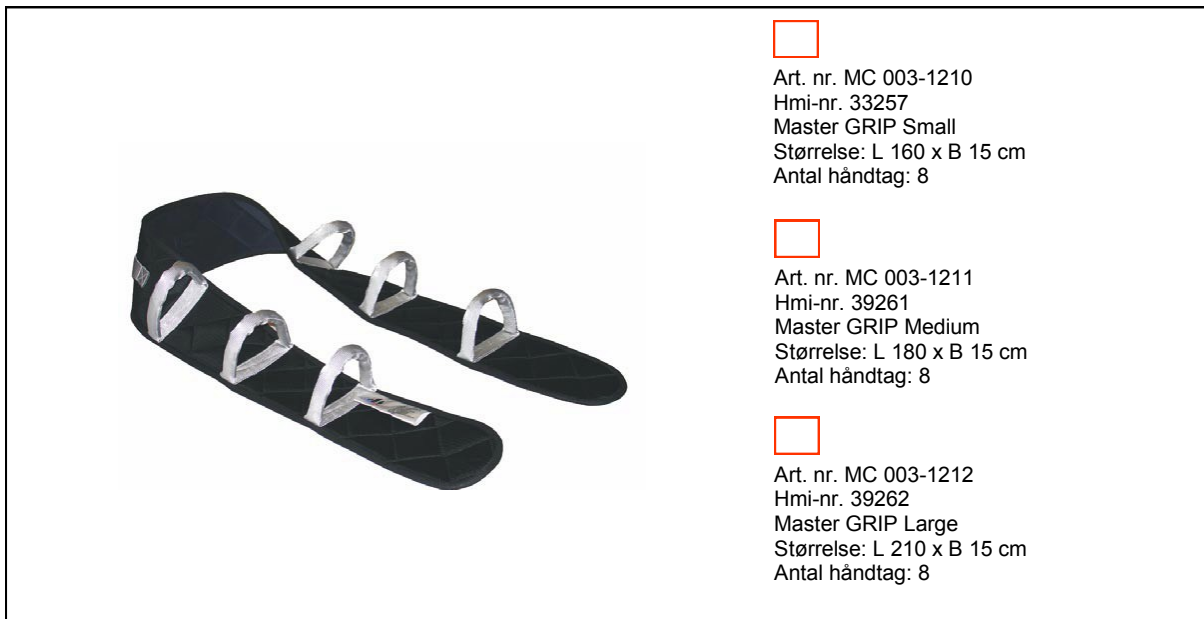 Art. nr. MC 003-1210
Hmi-nr. 33257
Master GRIP Small
Størrelse: L 160 x B 15 cm
Antal håndtag: 8
Art. nr. MC 003-1211
Hmi-nr. 39261
Master GRIP Medium
Størrelse: L 180 x B 15 cm
Antal håndtag: 8
Art. nr. MC 003-1212
Hmi-nr. 39262
Master GRIP Large
Størrelse: L 210 x B 15 cm
Antal håndtag: 8